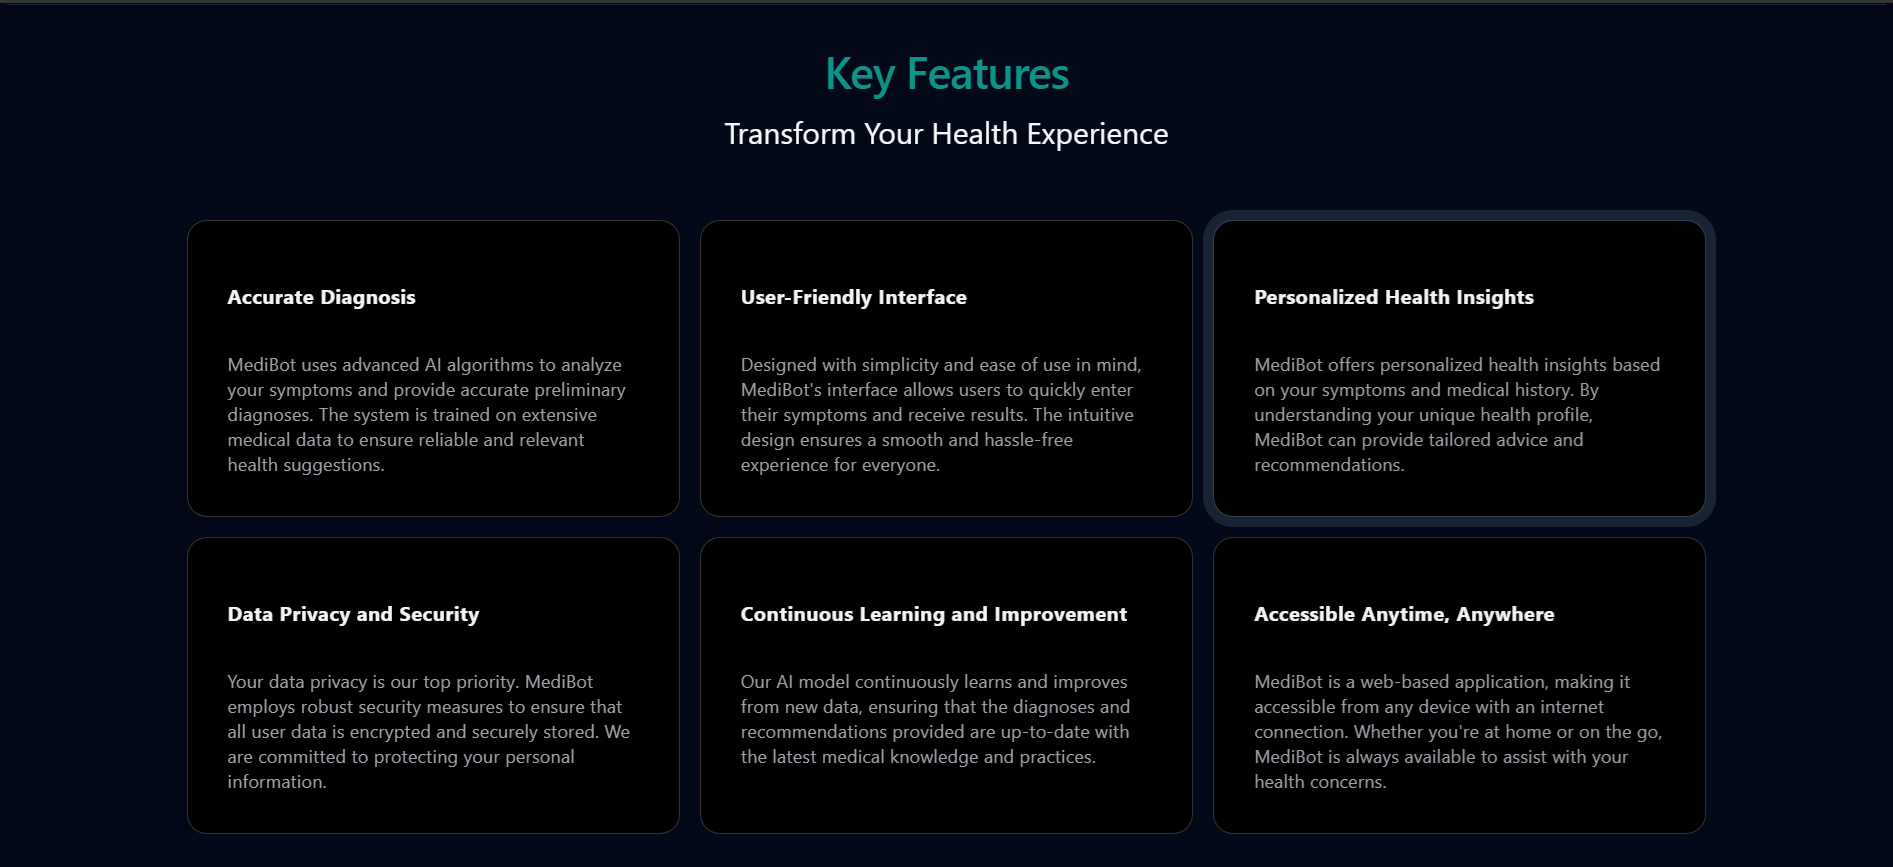 Key Features
Transform Your Health Experience
Accurate Diagnosis
MediBot uses advanced AI algorithms to analyze
your symptoms and provide accurate preliminary
diagnoses. The system is trained on extensive
medical data to ensure reliable and relevant
health suggestions.
User-Friendly Interface
Designed with simplicity and ease of use in mind,
MediBot's interface allows users to quickly enter
their symptoms and receive results. The intuitive
design ensures a smooth and hassle-free
experience for everyone.
Personalized Health Insights
MediBot offers personalized health insights based
on your symptoms and medical history. By
understanding your unique health profile,
MediBot can provide tailored advice and
recommendations.
Data Privacy and Security
Your data privacy is our top priority. MediBot
employs robust security measures to ensure that
all user data is encrypted and securely stored. We
are committed to protecting your personal
information.
Continuous Learning and Improvement
Our AI model continuously learns and improves
from new data, ensuring that the diagnoses and
recommendations provided are up-to-date with
the latest medical knowledge and practices.
Accessible Anytime, Anywhere
MediBot is a web-based application, making it
accessible from any device with an internet
connection. Whether you're at home or on the go,
MediBot is always available to assist with your
health concerns.